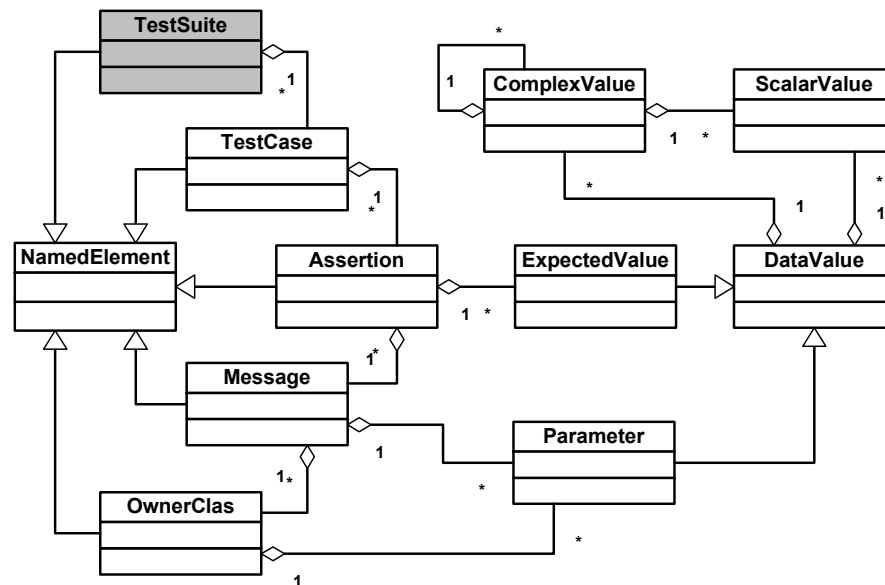 TestSuite
*
1
*
1
ComplexValue
ScalarValue
1
*
TestCase
1
*
*
1
*
1
NamedElement
Assertion
ExpectedValue
DataValue
1
*
1
*
Message
1
Parameter
1
*
*
OwnerClas
*
1